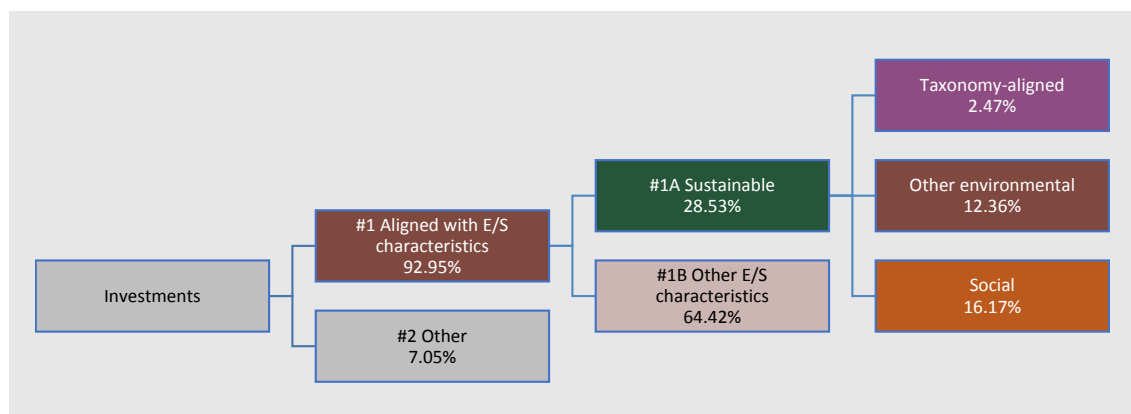 Investments
#1 Aligned with E/S
characteristics
92.95%
#2 Other
7.05%
#1A Sustainable
28.53%
#1B Other E/S
characteristics
64.42%
Taxonomy-aligned
2.47%
Other environmental
12.36%
Social
16.17%